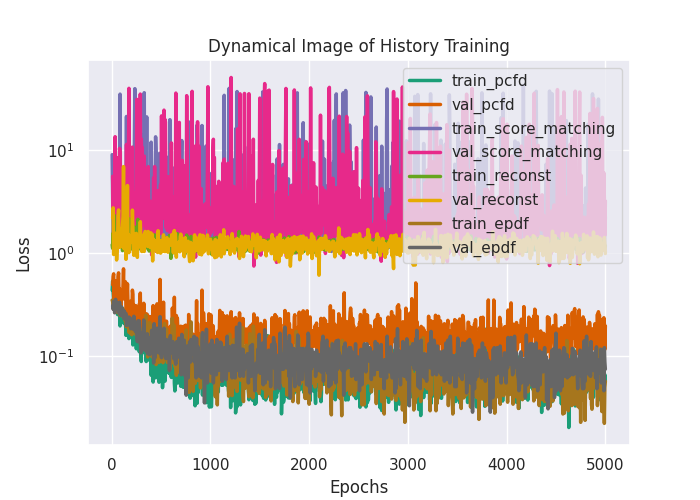 Dynamical Image of History Training
train_pcfd
val_pcfd
train_score_matching
val_score_matching
train_reconst
val_reconst
train_epdf
val_epdf
Loss
10¹
10⁰
10⁻¹
0 1000 2000 3000 4000 5000
Epochs